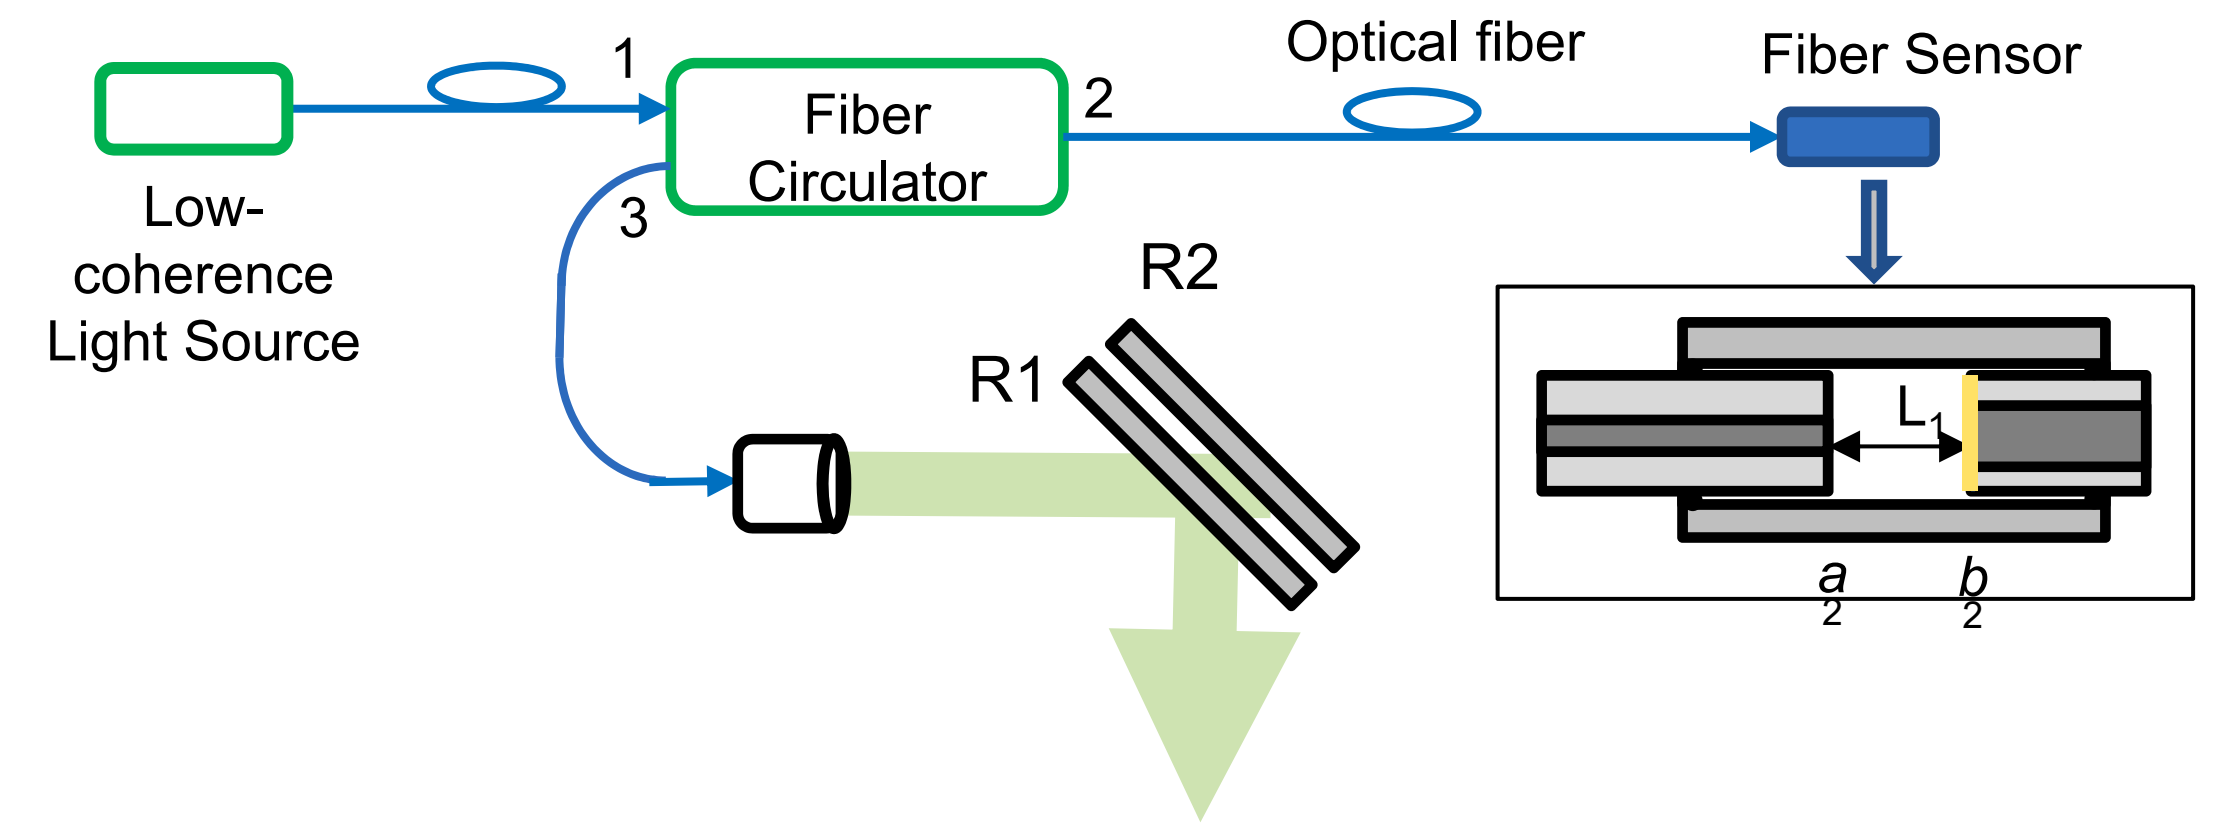 Low-
coherence
Light Source
1
Fiber
Circulator
2
3
Optical fiber
Fiber Sensor
R2
R1
L1
a
2
b
2